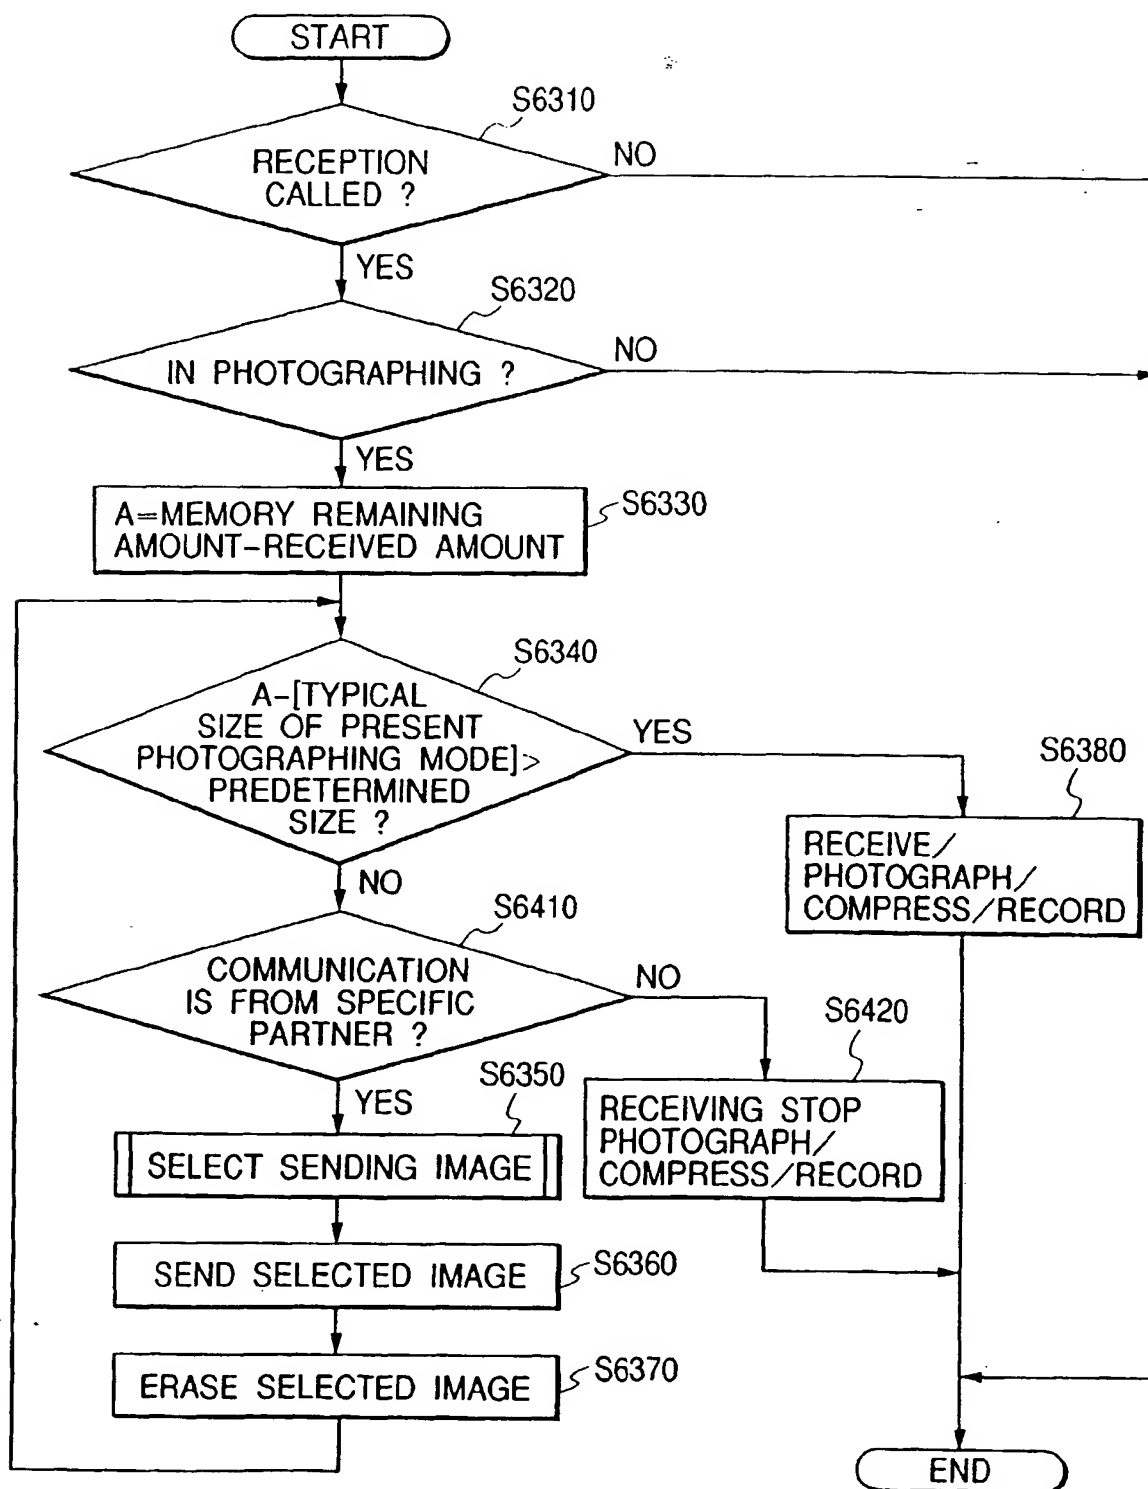 START
S6310
RECEPTION
CALLED ?
NO
YES
S6320
IN PHOTOGRAPHING ?
NO
YES
S6330
A=MEMORY REMAINING
AMOUNT-RECEIVED AMOUNT
S6340
A-[TYPICAL
SIZE OF PRESENT
PHOTOGRAPHING MODE]>
PREDETERMINED
SIZE ?
YES
NO
S6380
RECEIVE/
PHOTOGRAPH/
COMPRESS/RECORD
S6410
COMMUNICATION
IS FROM SPECIFIC
PARTNER ?
NO
YES
S6420
RECEIVING STOP
PHOTOGRAPH/
COMPRESS/RECORD
S6350
SELECT SENDING IMAGE
SEND SELECTED IMAGE
S6360
ERASE SELECTED IMAGE
S6370
END